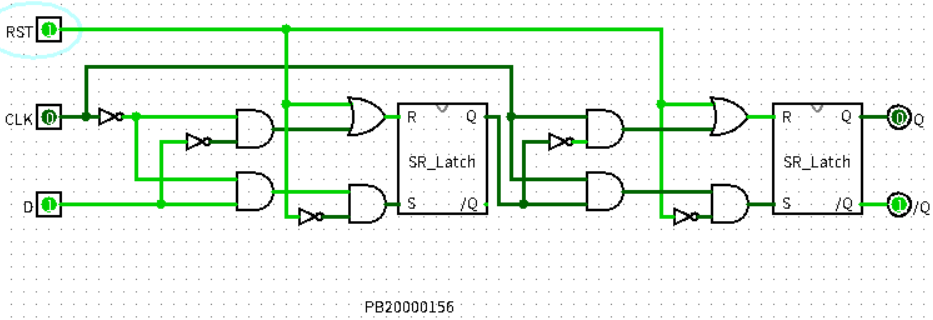 RST 1
CLK 0 R Q R Q 0 Q
SR_Latch SR_Latch
D 1 S /Q S /Q 1 /Q
PB20000156